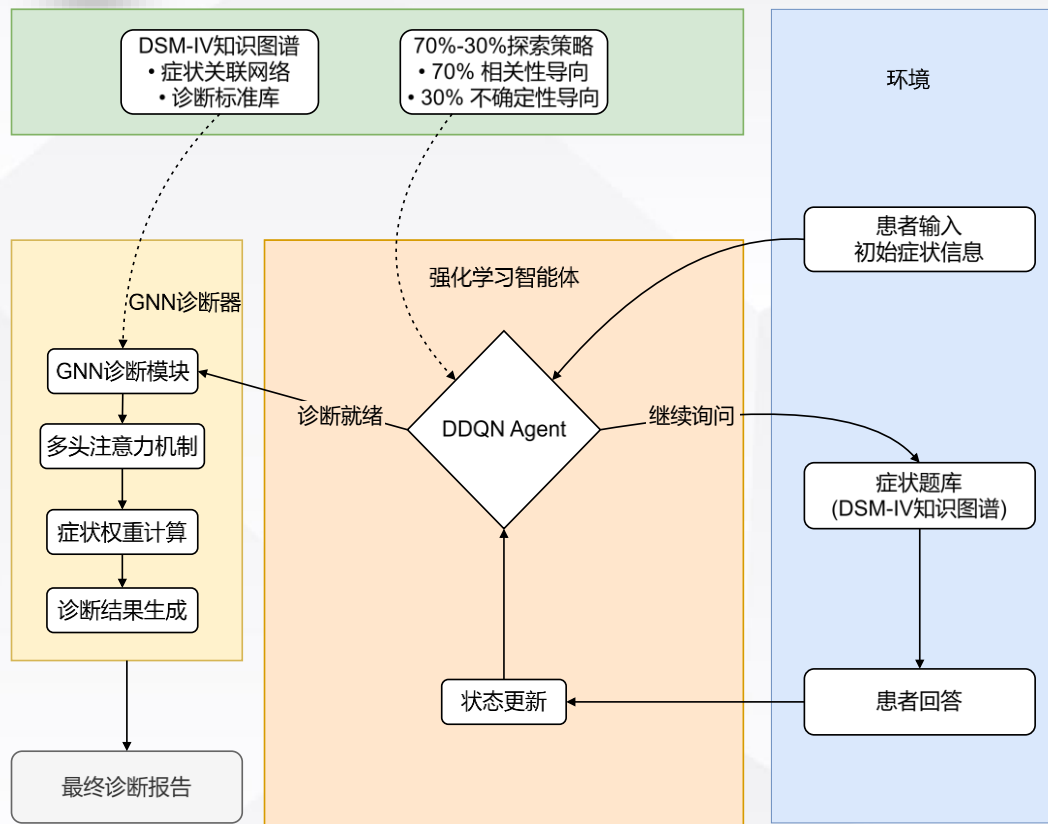 DSM-IV知识图谱
• 症状关联网络
• 诊断标准库
70%-30%探索策略
• 70% 相关性导向
• 30% 不确定性导向
环境
患者输入
初始症状信息
强化学习智能体
GNN诊断器
GNN诊断模块
诊断就绪
DDQN Agent
继续询问
多头注意力机制
症状题库
(DSM-IV知识图谱)
症状权重计算
诊断结果生成
状态更新
患者回答
最终诊断报告